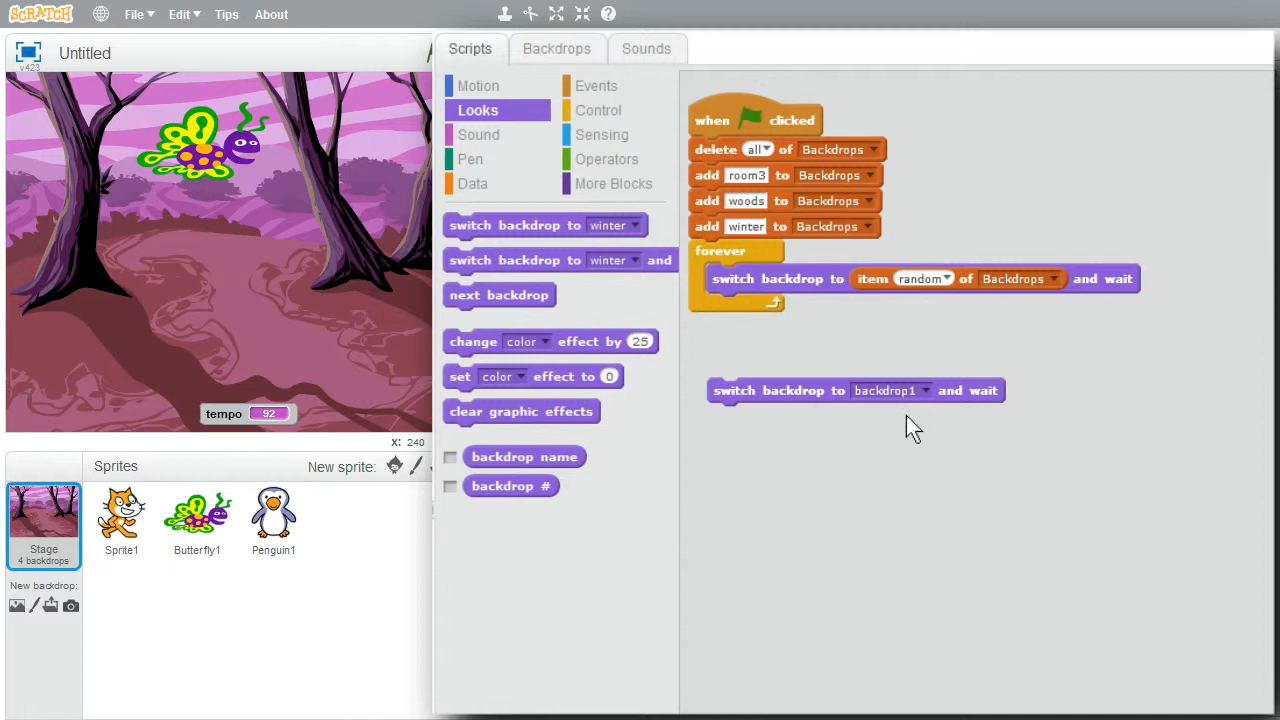 SCRATCH File Edit Tips About
Untitled
v423
tempo 92
X: 240
Sprites New sprite:
Stage
4 backdrops
New backdrop:
Sprite1 Butterfly1 Penguin1
Scripts Backdrops Sounds
Motion Events
Looks Control
Sound Sensing
Pen Operators
Data More Blocks
switch backdrop to winter
switch backdrop to winter and
next backdrop
change color effect by 25
set color effect to 0
clear graphic effects
backdrop name
backdrop #
when clicked
delete all of Backdrops
add room3 to Backdrops
add woods to Backdrops
add winter to Backdrops
forever
switch backdrop to item random of Backdrops and wait
switch backdrop to backdrop1 and wait